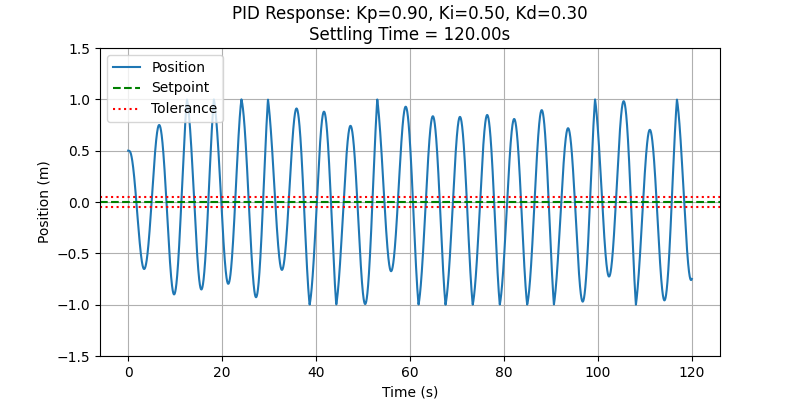 PID Response: Kp=0.90, Ki=0.50, Kd=0.30
Settling Time = 120.00s
Position
Setpoint
Tolerance
1.5
1.0
0.5
0.0
−0.5
−1.0
−1.5
Position (m)
0 20 40 60 80 100 120
Time (s)